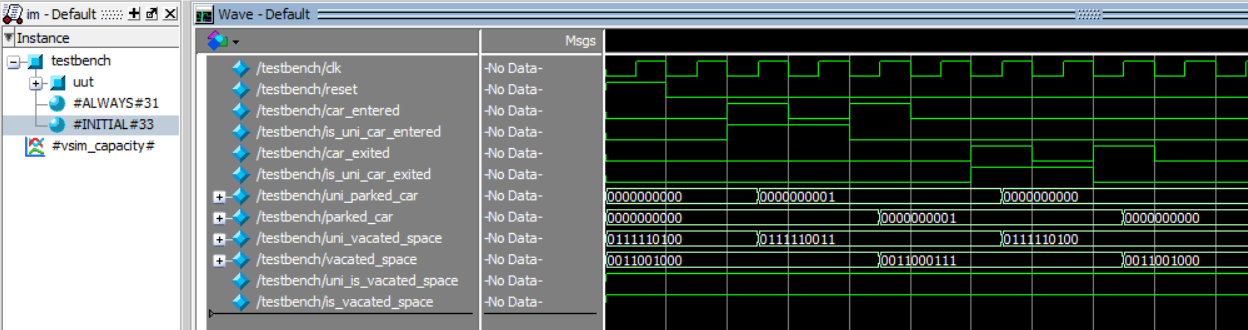 im - Default
Instance
testbench
uut
#ALWAYS#31
#INITIAL#33
#vsim_capacity#
Wave - Default
Msgs
/testbench/clk -No Data-
/testbench/reset -No Data-
/testbench/car_entered -No Data-
/testbench/is_uni_car_entered -No Data-
/testbench/car_exited -No Data-
/testbench/is_uni_car_exited -No Data-
/testbench/uni_parked_car -No Data- 0000000000 0000000001 0000000000
/testbench/parked_car -No Data- 0000000000 0000000001 0000000000
/testbench/uni_vacated_space -No Data- 0111110100 0111110011 0111110100
/testbench/vacated_space -No Data- 0011001000 0011000111 0011001000
/testbench/uni_is_vacated_space -No Data-
/testbench/is_vacated_space -No Data-